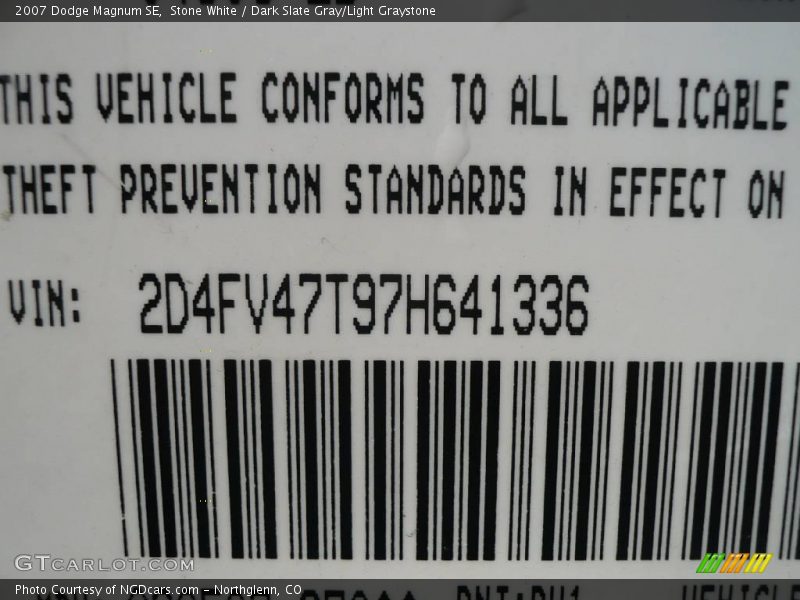 2007 Dodge Magnum SE, Stone White / Dark Slate Gray/Light Graystone
THIS VEHICLE CONFORMS TO ALL APPLICABLE
THEFT PREVENTION STANDARDS IN EFFECT ON
VIN: 2D4FV47T97H641336
GTCARLOT.COM
Photo Courtesy of NGDcars.com - Northglenn, CO